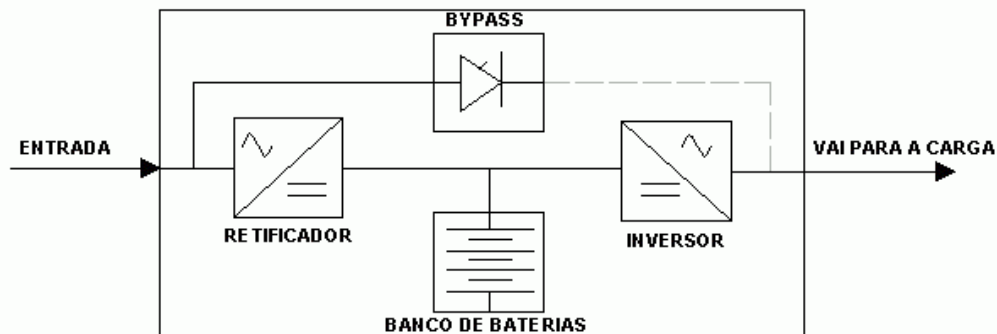 BYPASS
ENTRADA
VAI PARA A CARGA
RETIFICADOR
INVERSOR
BANCO DE BATERIAS